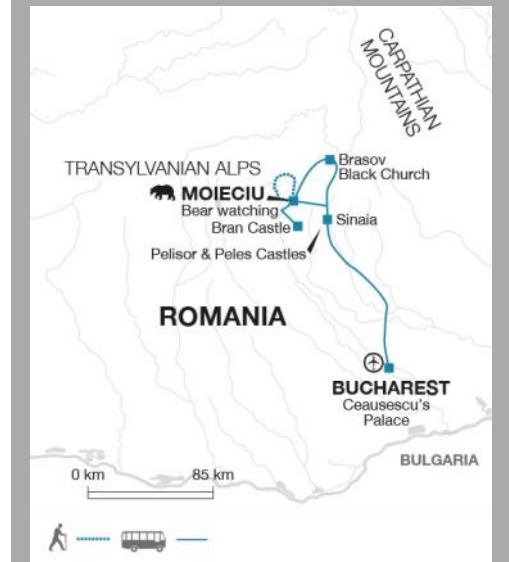 CARPATHIAN
MOUNTAINS
TRANSYLVANIAN ALPS
Brasov
Black Church
MOIECIU
Bear watching
Bran Castle
Sinaia
Pelisor & Peles Castles
ROMANIA
BUCHAREST
Ceausescu's
Palace
BULGARIA
0 km
85 km